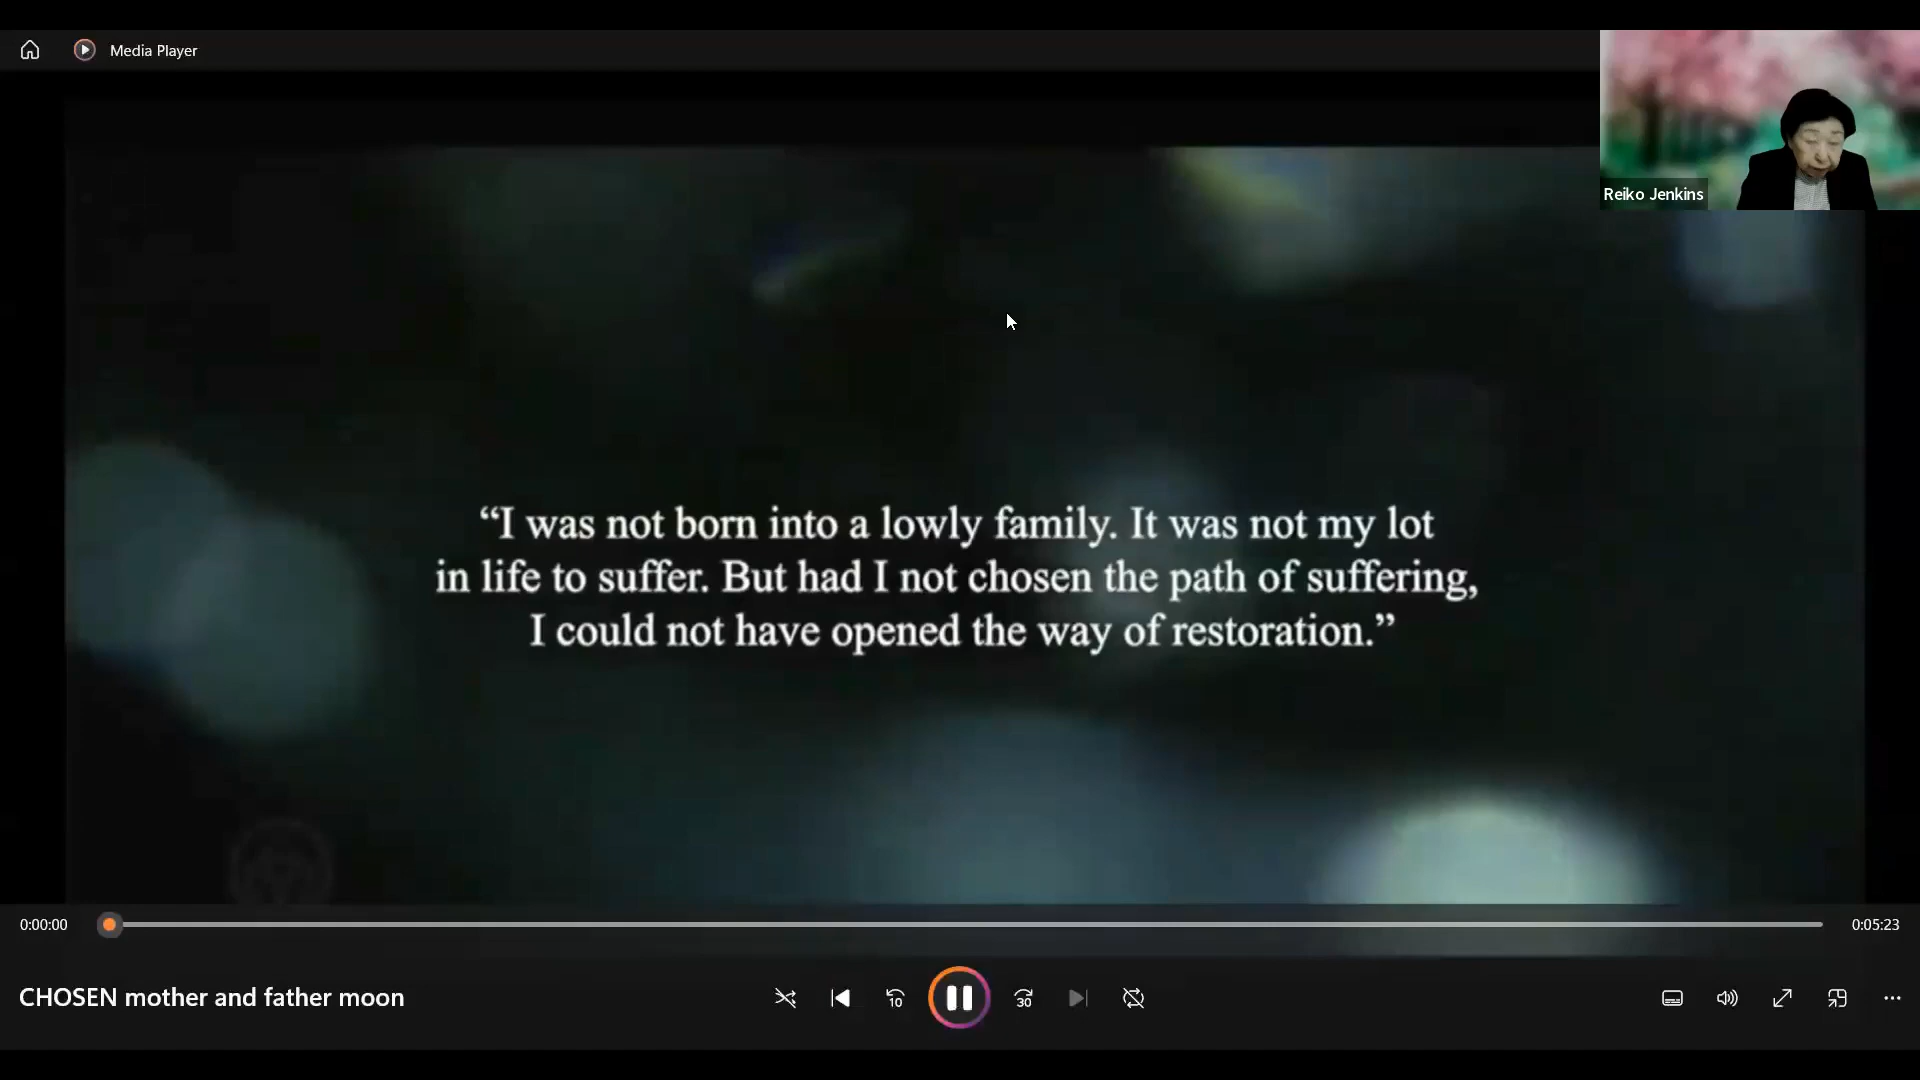 Media Player
Reiko Jenkins
“I was not born into a lowly family. It was not my lot
in life to suffer. But had I not chosen the path of suffering,
I could not have opened the way of restoration.”
0:00:00
0:05:23
CHOSEN mother and father moon
10
30